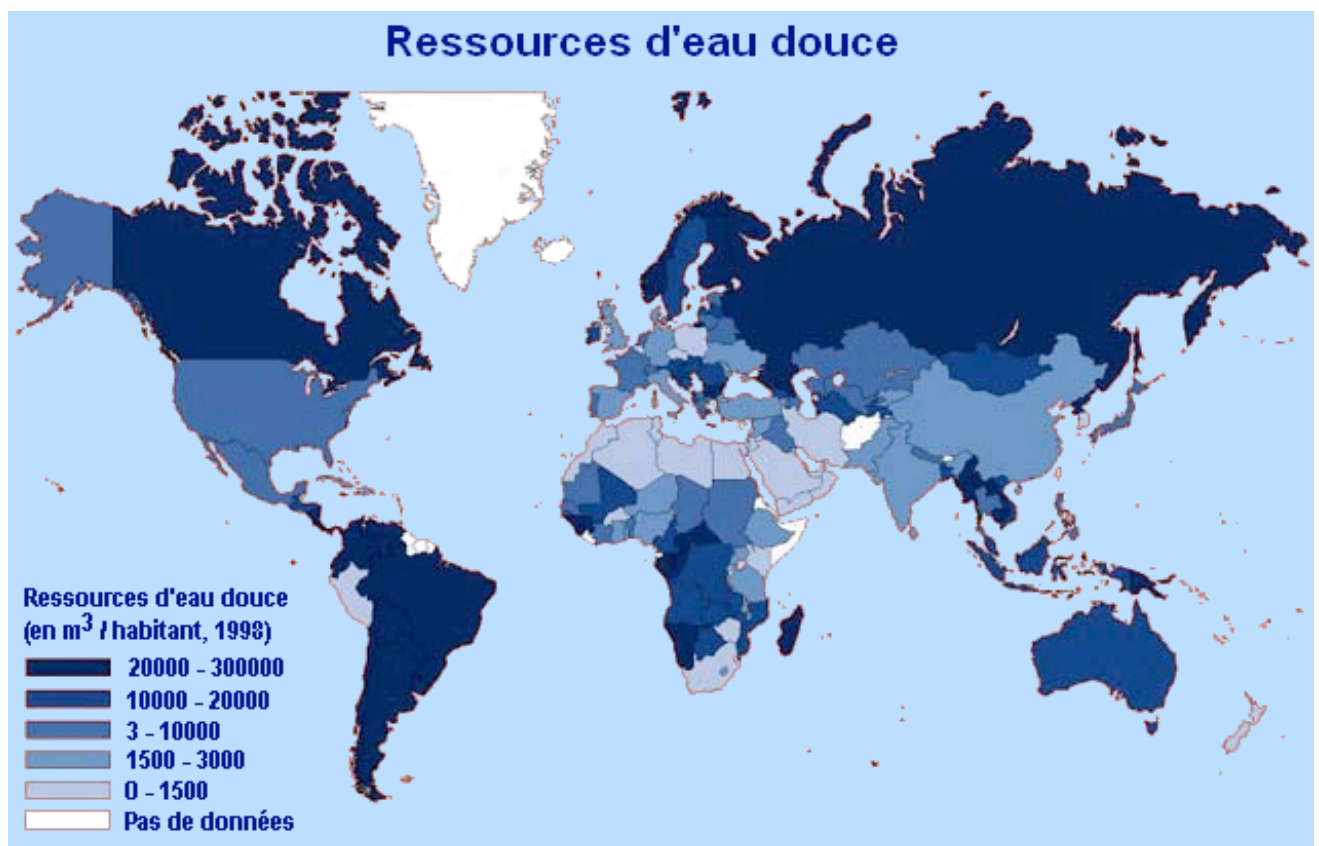 Ressources d'eau douce
Ressources d'eau douce
(en m³ / habitant, 1998)
20000 - 300000
10000 - 20000
3 - 10000
1500 - 3000
0 - 1500
Pas de données